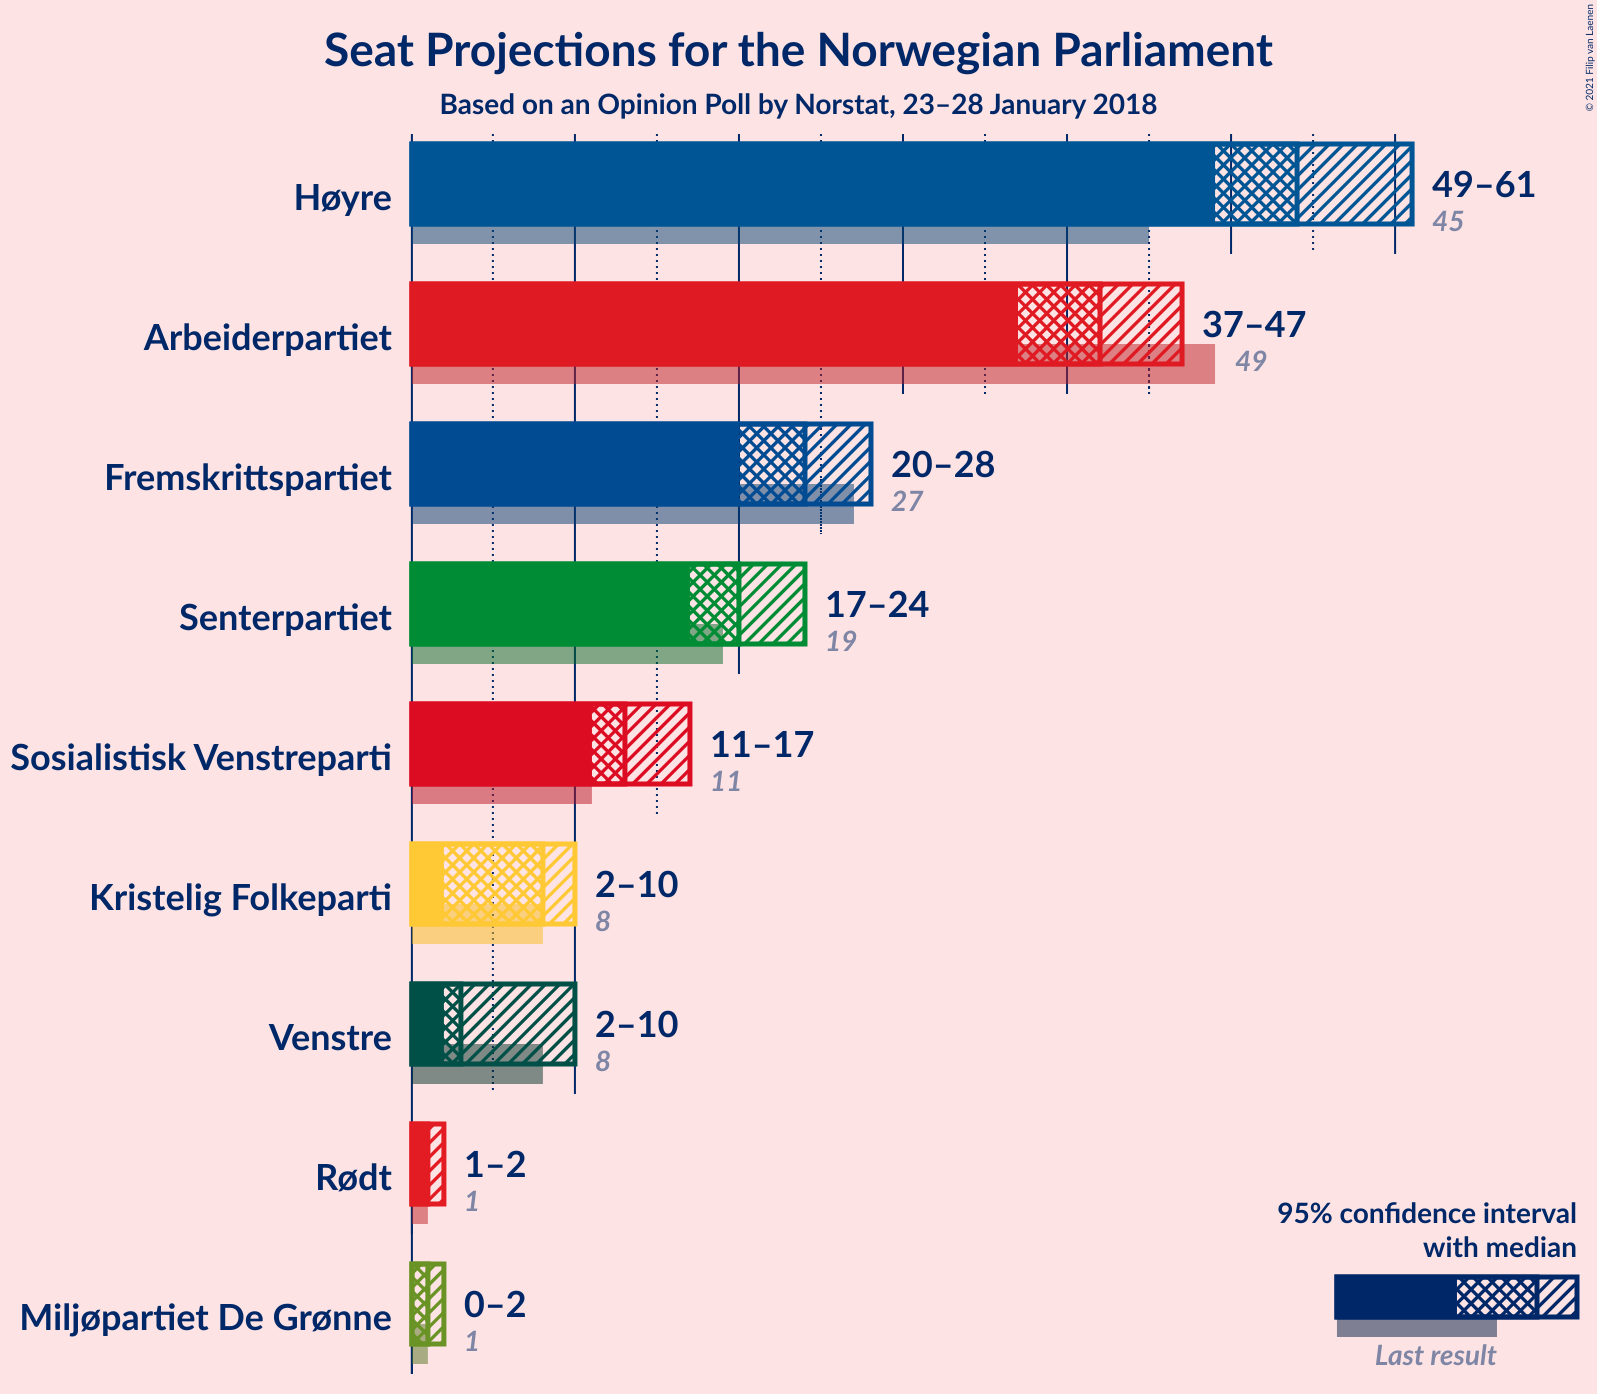 Seat Projections for the Norwegian Parliament
Based on an Opinion Poll by Norstat, 23–28 January 2018
© 2021 Filip van Laenen
Høyre
49–61
45
Arbeiderpartiet
37–47
49
Fremskrittspartiet
20–28
27
Senterpartiet
17–24
19
Sosialistisk Venstreparti
11–17
11
Kristelig Folkeparti
2–10
8
Venstre
2–10
8
Rødt
1–2
1
Miljøpartiet De Grønne
0–2
1
95% confidence interval
with median
Last result